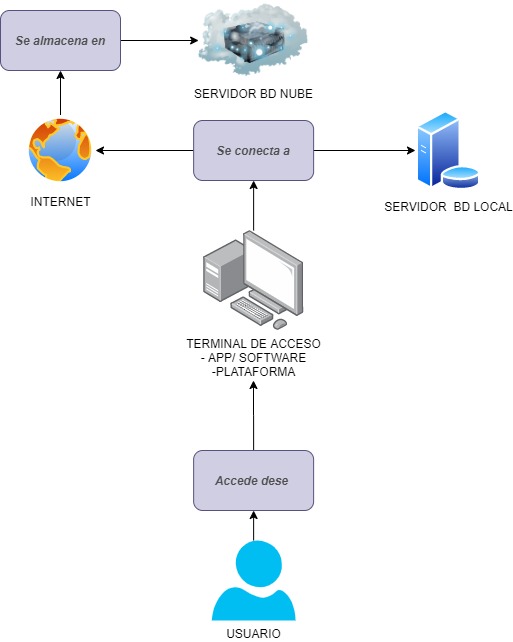 Se almacena en
SERVIDOR BD NUBE
Se conecta a
INTERNET
SERVIDOR  BD LOCAL
TERMINAL DE ACCESO
- APP/ SOFTWARE
-PLATAFORMA
Accede dese
USUARIO